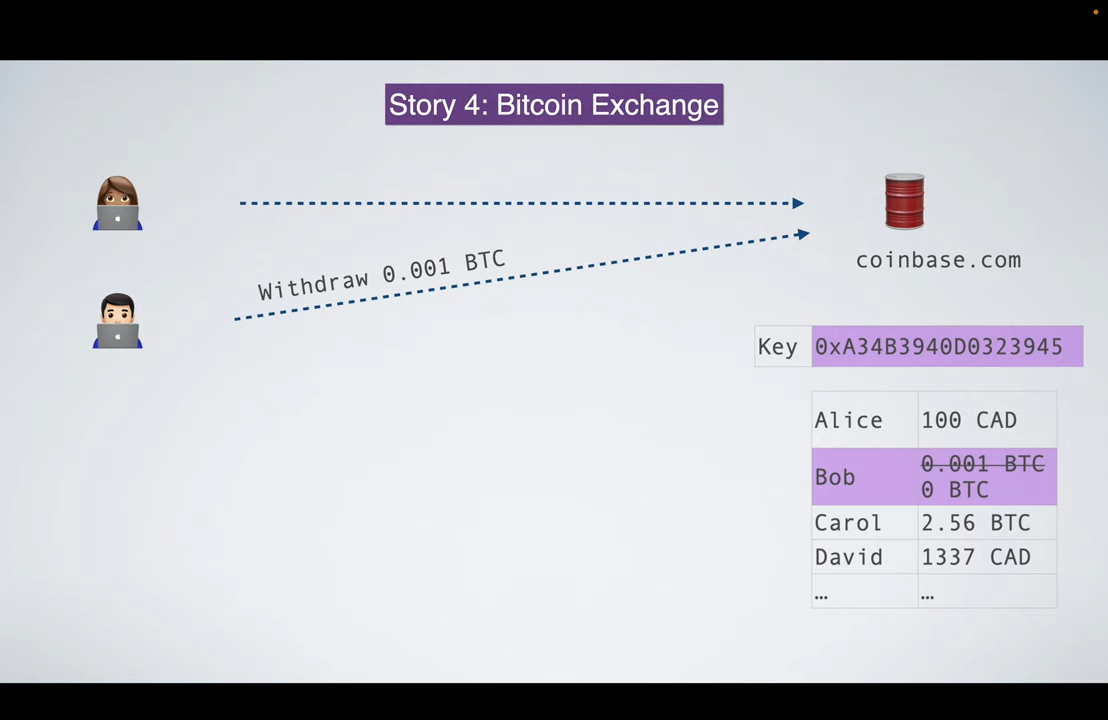 Story 4: Bitcoin Exchange
Withdraw 0.001 BTC
coinbase.com
Key 0xA34B3940D0323945
Alice 100 CAD
Bob 0.001 BTC
0 BTC
Carol 2.56 BTC
David 1337 CAD
… …